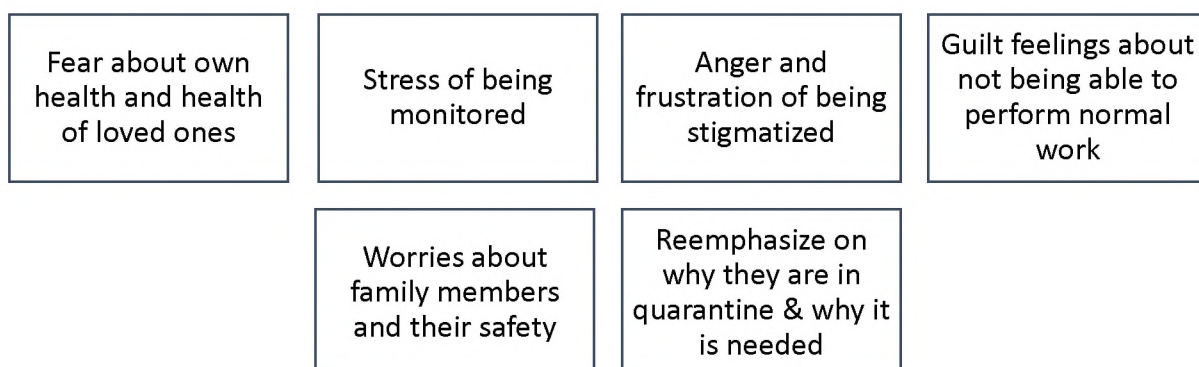 Fear about own
health and health
of loved ones
Stress of being
monitored
Anger and
frustration of being
stigmatized
Guilt feelings about
not being able to
perform normal
work
Worries about
family members
and their safety
Reemphasize on
why they are in
quarantine & why it
is needed